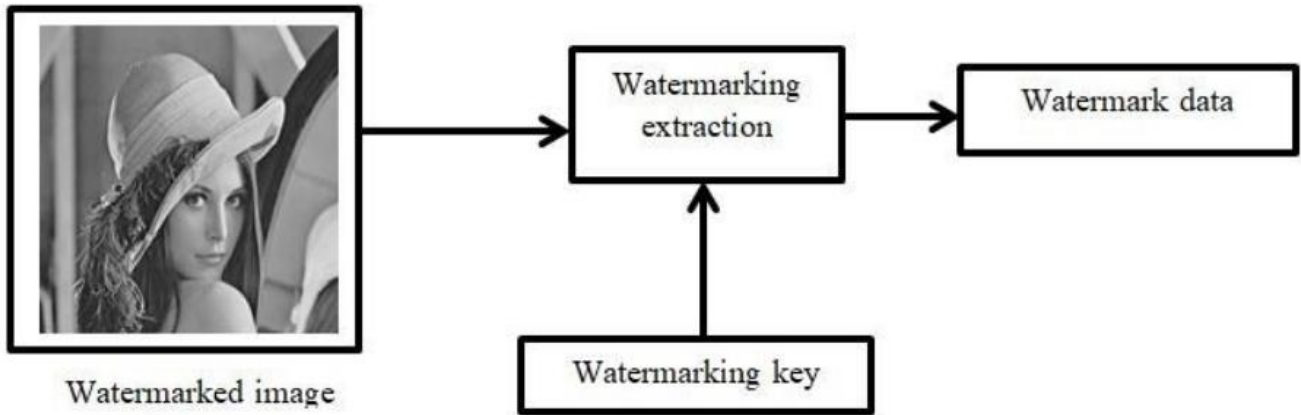 Watermarking
extraction
Watermark data
Watermarking key
Watermarked image